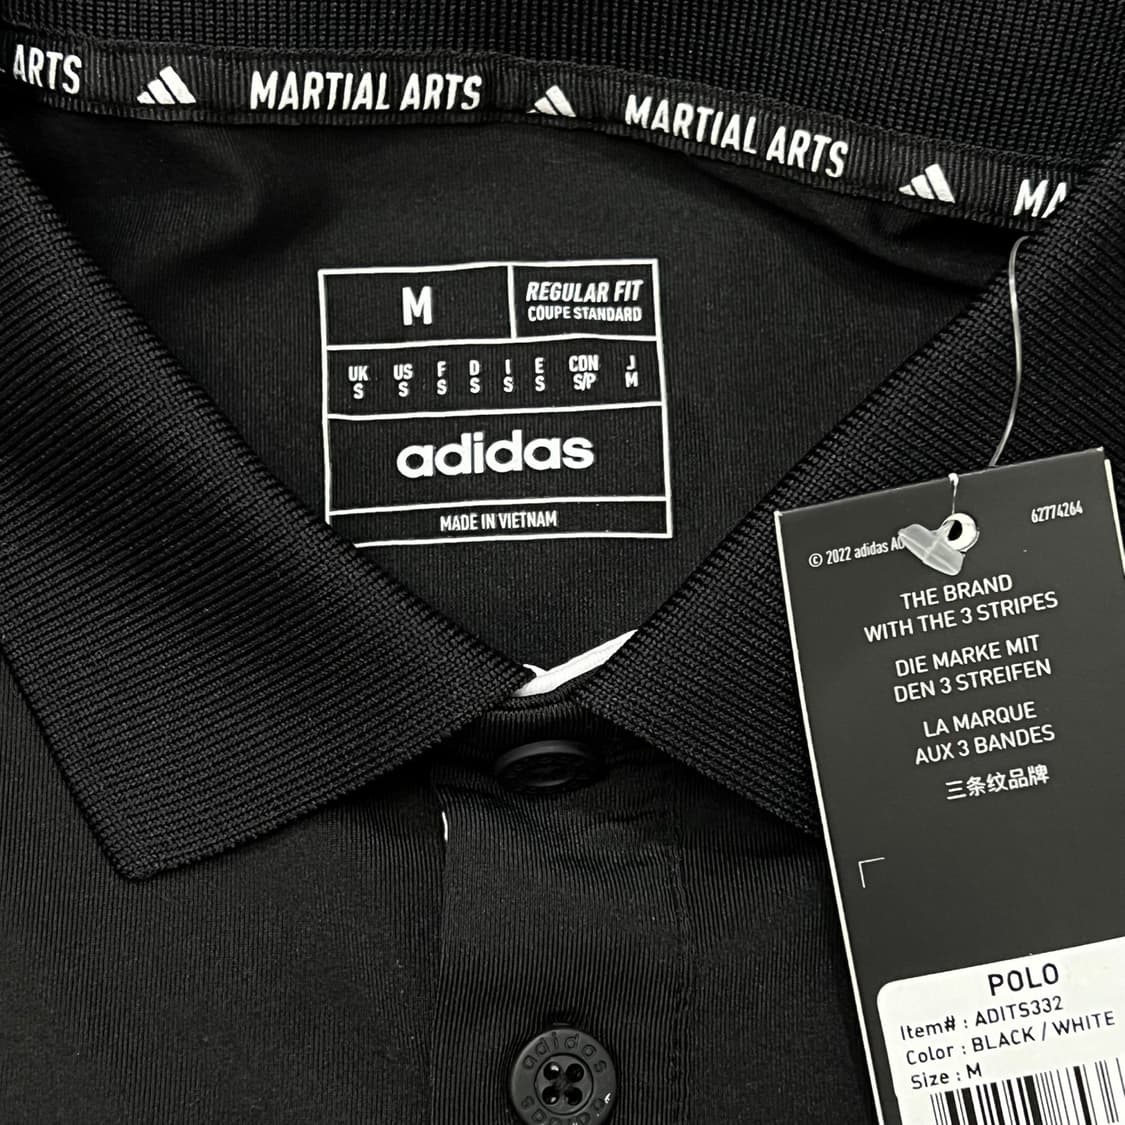 ARTS MARTIAL ARTS MARTIAL ARTS MA
M
REGULAR FIT
COUPE STANDARD
UK US F D I E CON J
S S S S S S S/P M
adidas
MADE IN VIETNAM
62774264
© 2022 adidas
THE BRAND
WITH THE 3 STRIPES
DIE MARKE MIT
DEN 3 STREIFEN
LA MARQUE
AUX 3 BANDES
三条纹品牌
POLO
Item# : ADITS332
Color : BLACK / WHITE
Size : M
adidas